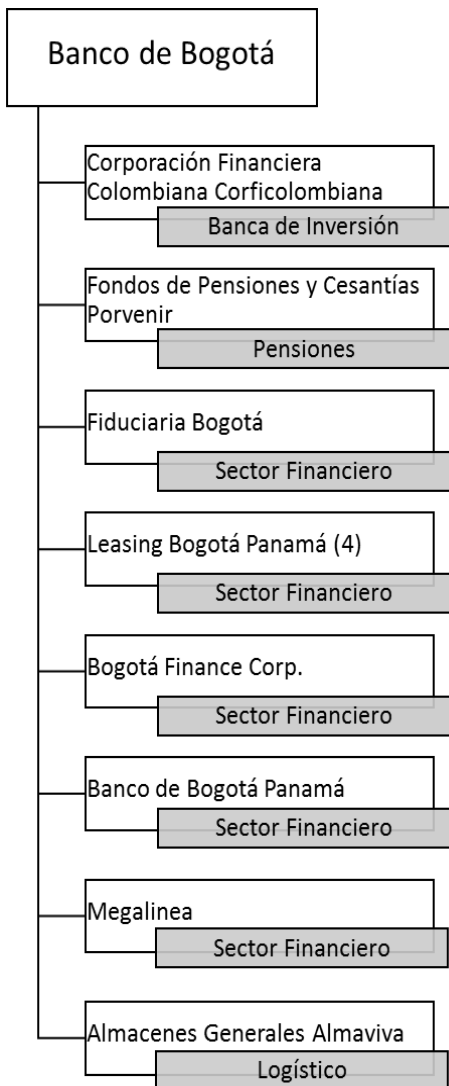 Banco de Bogotá
Corporación Financiera
Colombiana Corficolombiana
Banca de Inversión
Fondos de Pensiones y Cesantías
Porvenir
Pensiones
Fiduciaria Bogotá
Sector Financiero
Leasing Bogotá Panamá (4)
Sector Financiero
Bogotá Finance Corp.
Sector Financiero
Banco de Bogotá Panamá
Sector Financiero
Megalinea
Sector Financiero
Almacenes Generales Almaviva
Logístico